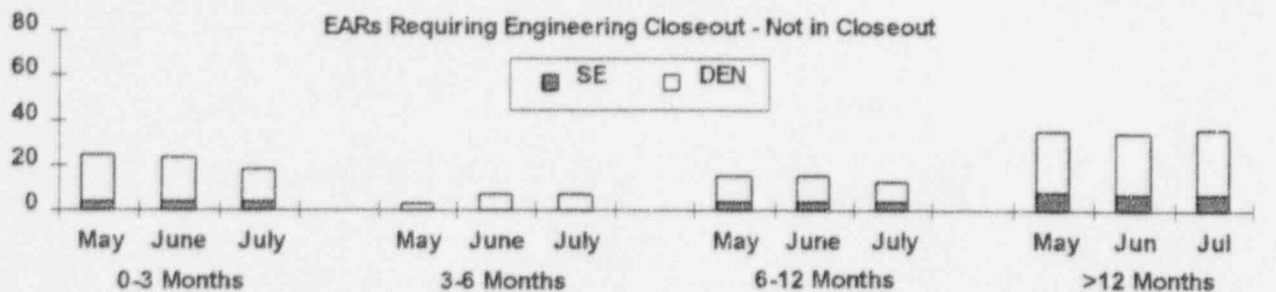 EARs Requiring Engineering Closeout - Not in Closeout
SE DEN
80
60
40
20
0
May June July May June July May June July May Jun Jul
0-3 Months 3-6 Months 6-12 Months >12 Months